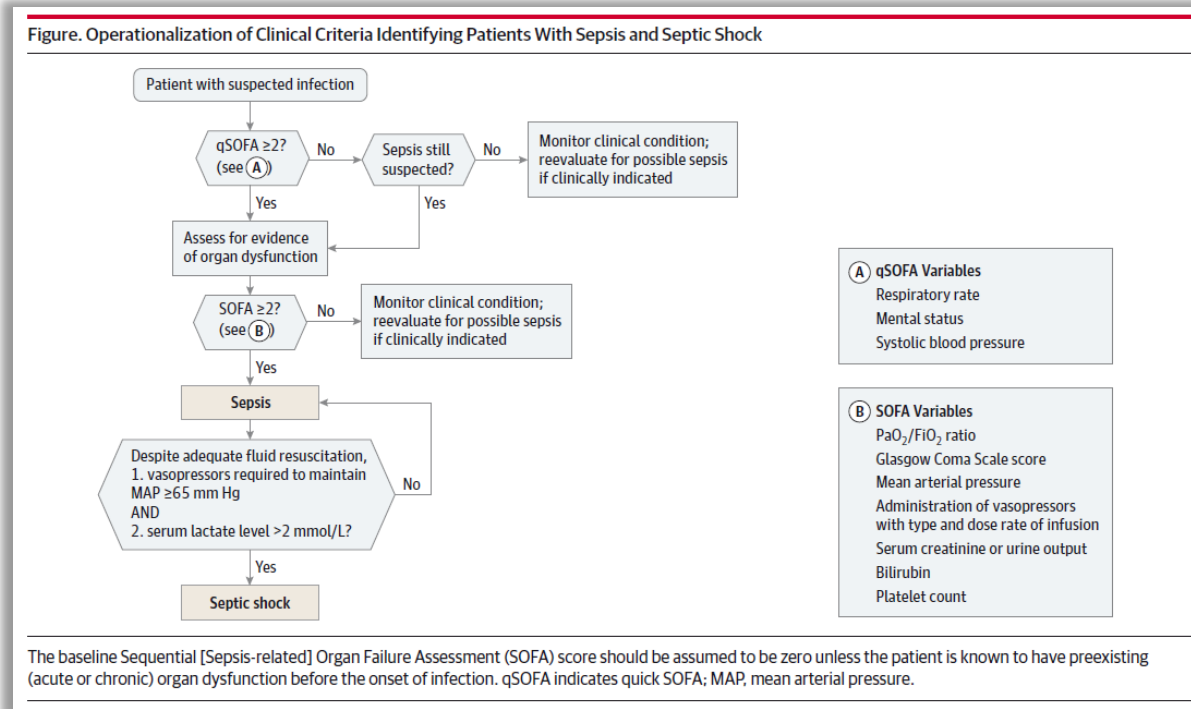 Figure. Operationalization of Clinical Criteria Identifying Patients With Sepsis and Septic Shock
Patient with suspected infection
qSOFA ≥2?
(see Ⓐ)
No
Sepsis still
suspected?
No
Monitor clinical condition;
reevaluate for possible sepsis
if clinically indicated
Yes
Yes
Assess for evidence
of organ dysfunction
SOFA ≥2?
(see Ⓑ)
No
Monitor clinical condition;
reevaluate for possible sepsis
if clinically indicated
Yes
Sepsis
Despite adequate fluid resuscitation,
1. vasopressors required to maintain
MAP ≥65 mm Hg
AND
2. serum lactate level >2 mmol/L?
No
Yes
Septic shock
Ⓐ qSOFA Variables
Respiratory rate
Mental status
Systolic blood pressure
Ⓑ SOFA Variables
PaO₂/FiO₂ ratio
Glasgow Coma Scale score
Mean arterial pressure
Administration of vasopressors
with type and dose rate of infusion
Serum creatinine or urine output
Bilirubin
Platelet count
The baseline Sequential [Sepsis-related] Organ Failure Assessment (SOFA) score should be assumed to be zero unless the patient is known to have preexisting
(acute or chronic) organ dysfunction before the onset of infection. qSOFA indicates quick SOFA; MAP, mean arterial pressure.